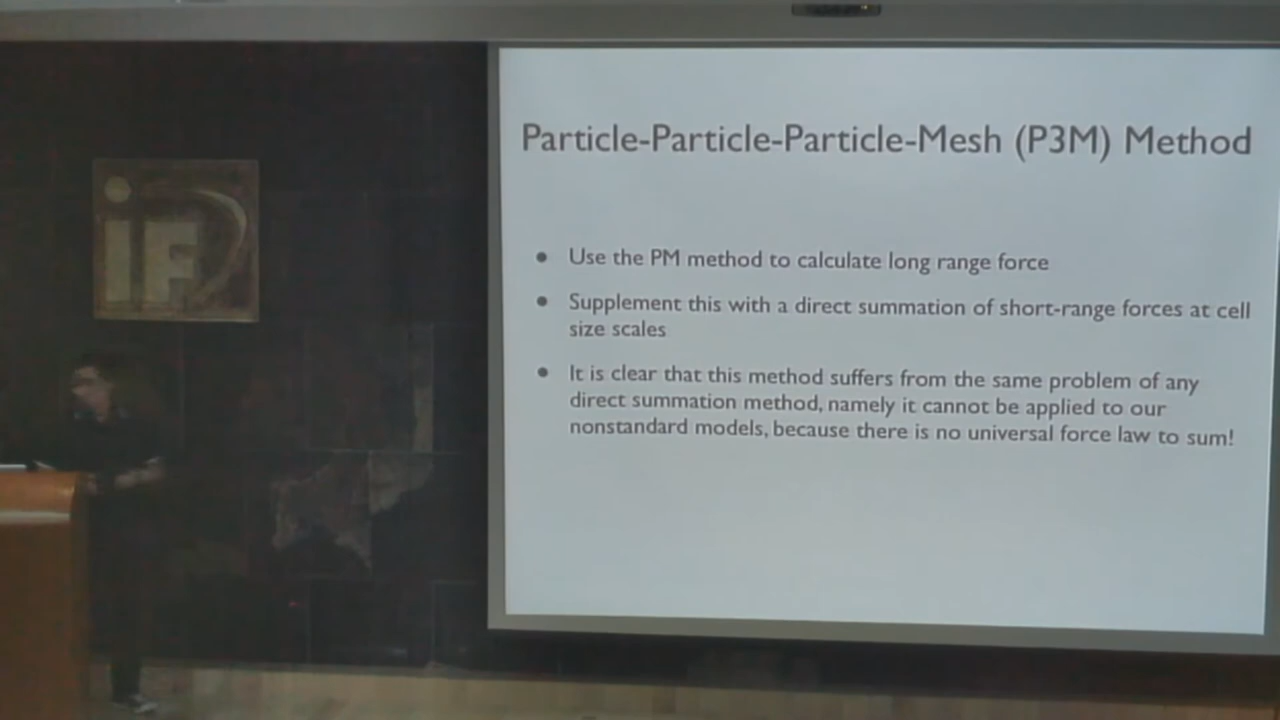 iF
Particle-Particle-Particle-Mesh (P3M) Method
• Use the PM method to calculate long range force
• Supplement this with a direct summation of short-range forces at cell
size scales
• It is clear that this method suffers from the same problem of any
direct summation method, namely it cannot be applied to our
nonstandard models, because there is no universal force law to sum!